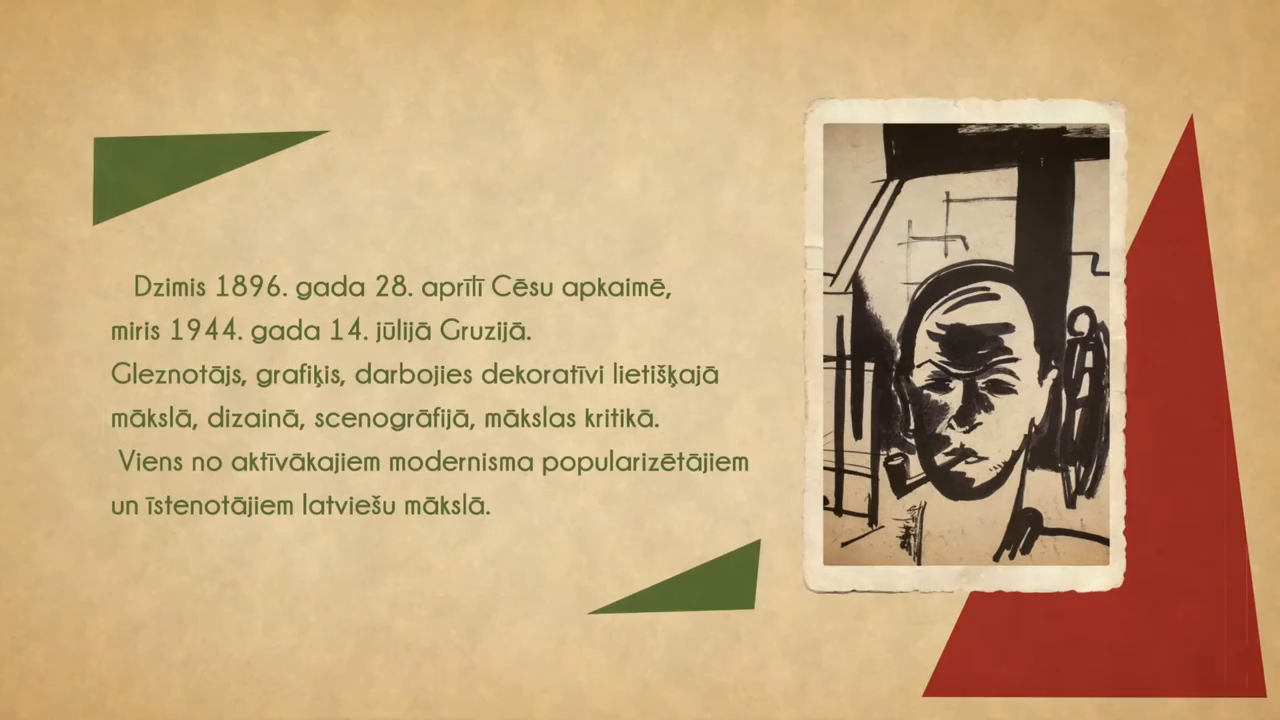 Dzimis 1896. gada 28. aprīlī Cēsu apkaimē,
miris 1944. gada 14. jūlijā Gruzijā.
Gleznotājs, grafiķis, darbojies dekoratīvi lietišķajā
mākslā, dizainā, scenogrāfijā, mākslas kritikā.
Viens no aktīvākajiem modernisma popularizētājiem
un īstenotājiem latviešu mākslā.